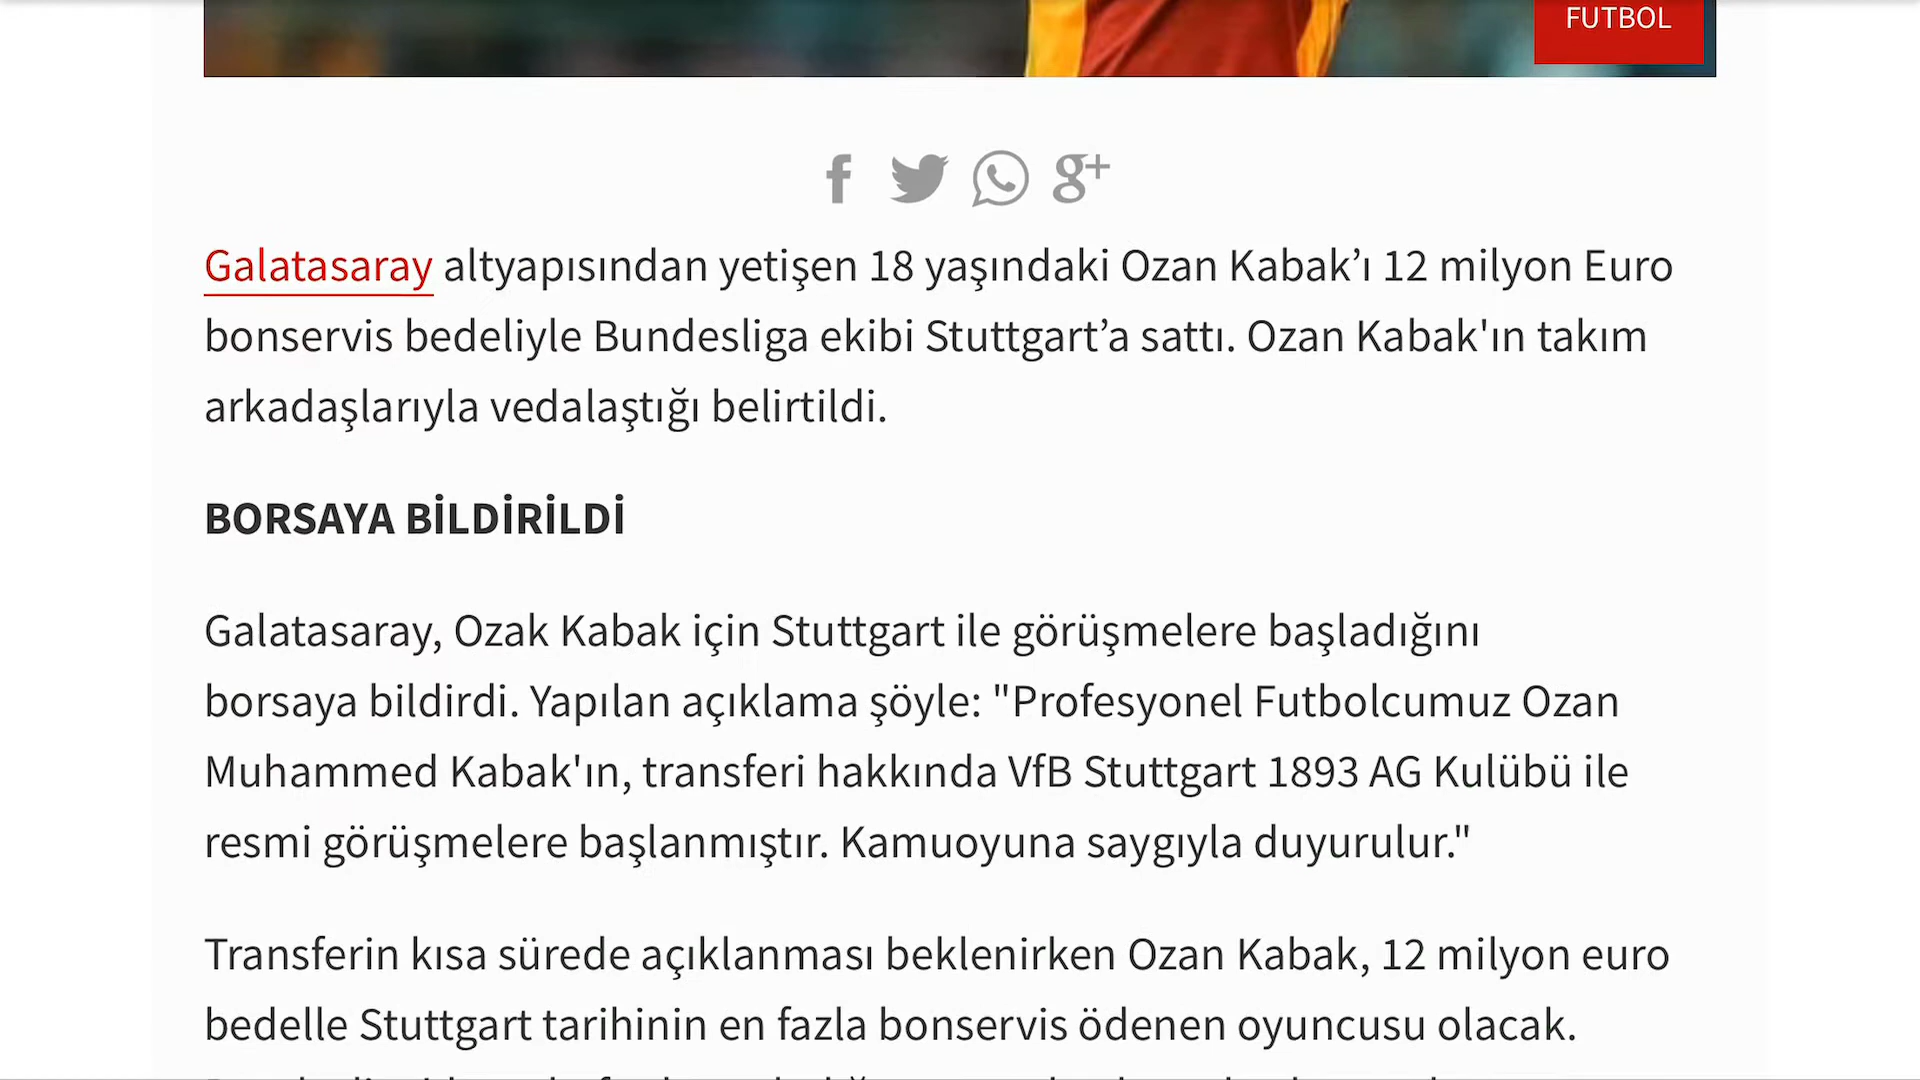 FUTBOL
Galatasaray altyapısından yetişen 18 yaşındaki Ozan Kabak’ı 12 milyon Euro
bonservis bedeliyle Bundesliga ekibi Stuttgart’a sattı. Ozan Kabak'ın takım
arkadaşlarıyla vedalaştığı belirtildi.
BORSAYA BİLDİRİLDİ
Galatasaray, Ozak Kabak için Stuttgart ile görüşmelere başladığını
borsaya bildirdi. Yapılan açıklama şöyle: "Profesyonel Futbolcumuz Ozan
Muhammed Kabak'ın, transferi hakkında VfB Stuttgart 1893 AG Kulübü ile
resmi görüşmelere başlanmıştır. Kamuoyuna saygıyla duyurulur."
Transferin kısa sürede açıklanması beklenirken Ozan Kabak, 12 milyon euro
bedelle Stuttgart tarihinin en fazla bonservis ödenen oyuncusu olacak.